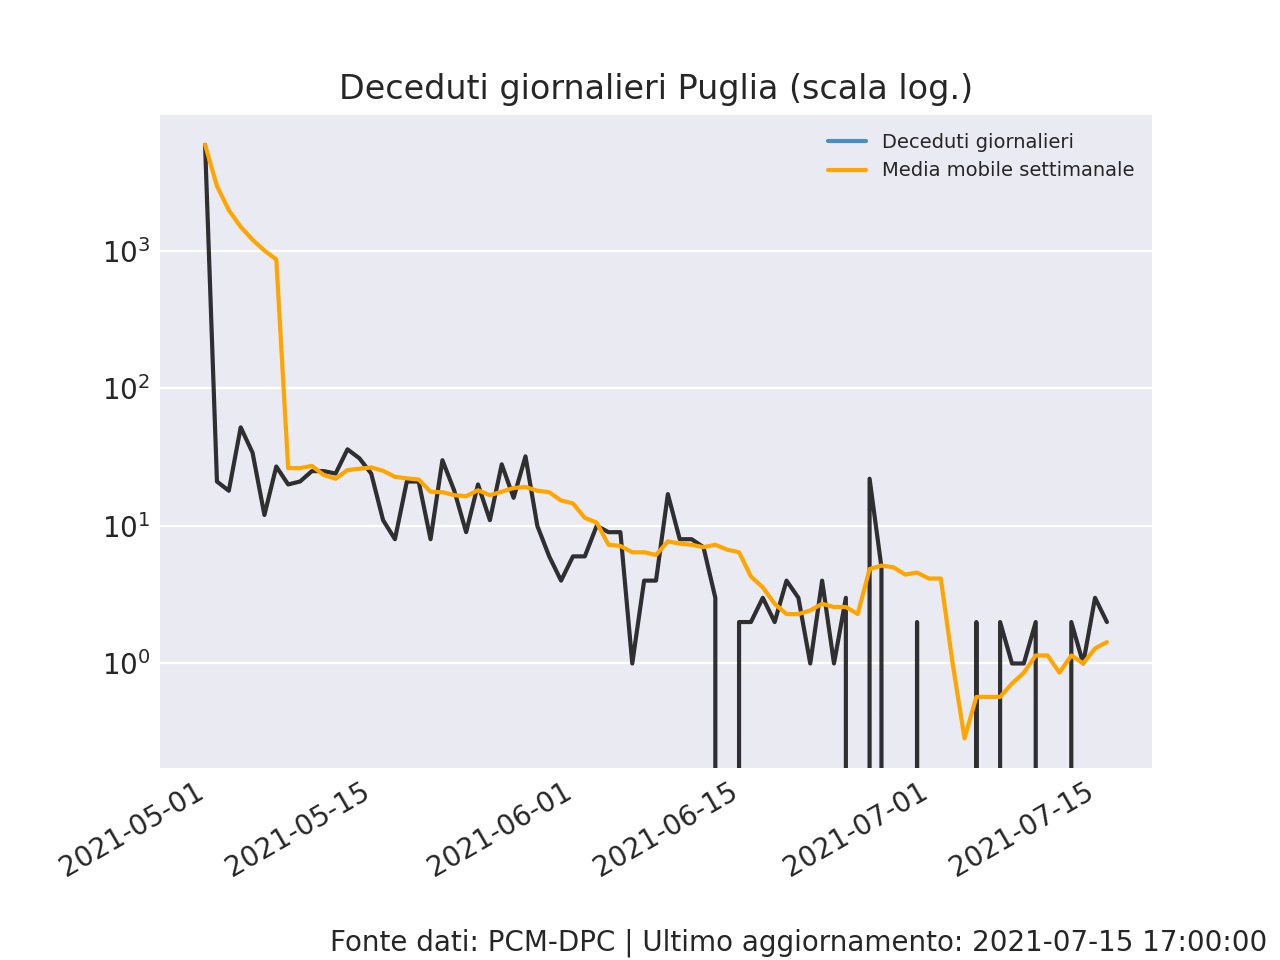 Deceduti giornalieri Puglia (scala log.)
Deceduti giornalieri
Media mobile settimanale
10³
10²
10¹
10⁰
2021-05-01
2021-05-15
2021-06-01
2021-06-15
2021-07-01
2021-07-15
Fonte dati: PCM-DPC | Ultimo aggiornamento: 2021-07-15 17:00:00